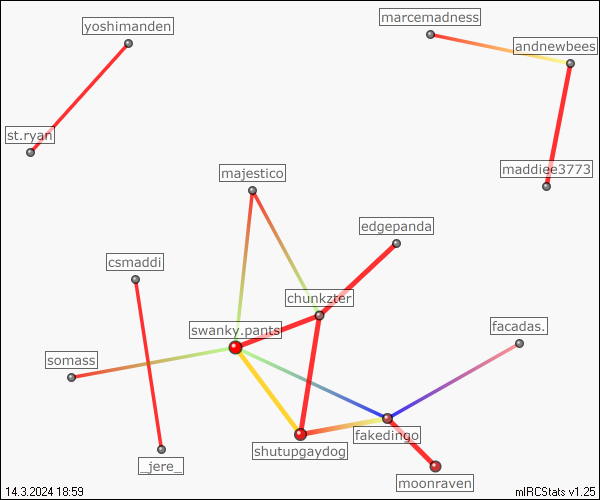 marcemadness
yoshimanden
andnewbees
st.ryan
maddiee3773
majestico
edgepanda
csmaddi
chunkzter
swanky.pants
facadas.
somass
fakedingo
shutupgaydog
_jere_
moonraven
14.3.2024 18:59
mIRCStats v1.25